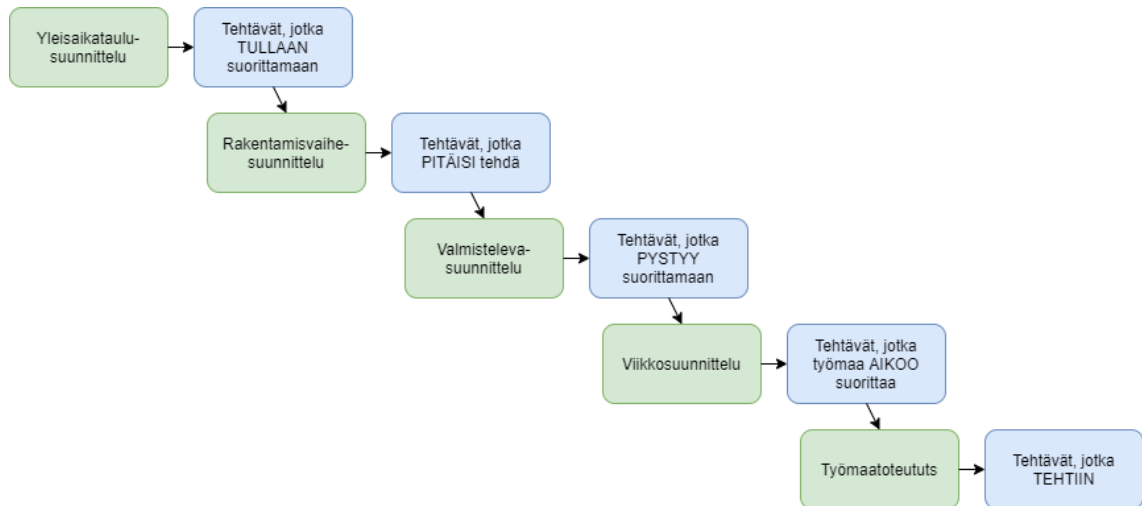 Yleisaikataulu-
suunnittelu
Tehtävät, jotka
TULLAAN
suorittamaan
Rakentamisvaihe-
suunnittelu
Tehtävät, jotka
PITÄISI tehdä
Valmisteleva-
suunnittelu
Tehtävät, jotka
PYSTYY
suorittamaan
Viikkosuunnittelu
Tehtävät, jotka
työmaa AIKOO
suorittaa
Työmaatoeututs
Tehtävät, jotka
TEHTIIN